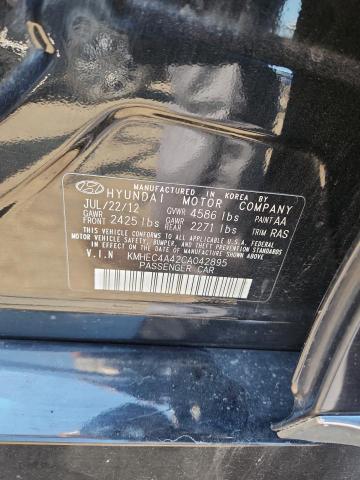 MANUFACTURED IN KOREA BY
HYUNDAI MOTOR COMPANY
JUL/22/12 GVWR 4586 lbs PAINT A4
GAWR FRONT 2425 lbs GAWR REAR 2271 lbs TRIM RAS
THIS VEHICLE CONFORMS TO ALL APPLICABLE FEDERAL
MOTOR VEHICLE SAFETY, BUMPER, AND THEFT PREVENTION
STANDARDS IN EFFECT ON THE DATE OF MANUFACTURE SHOWN ABOVE.
V.I.N KMHEC4A42CA042895
PASSENGER CAR